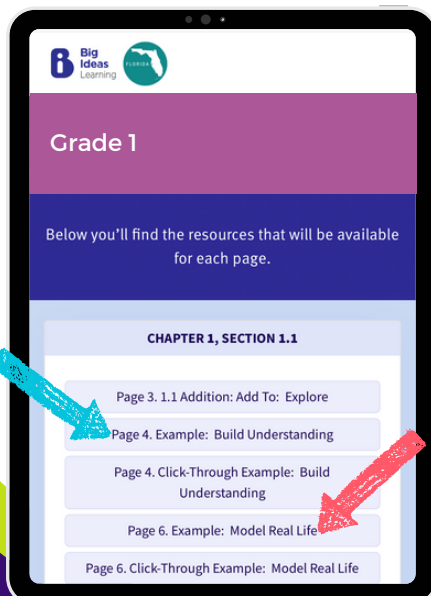 Big
Ideas
Learning
FLORIDA
Grade 1
Below you'll find the resources that will be available
for each page.
CHAPTER 1, SECTION 1.1
Page 3. 1.1 Addition: Add To: Explore
Page 4. Example: Build Understanding
Page 4. Click-Through Example: Build
Understanding
Page 6. Example: Model Real Life
Page 6. Click-Through Example: Model Real Life